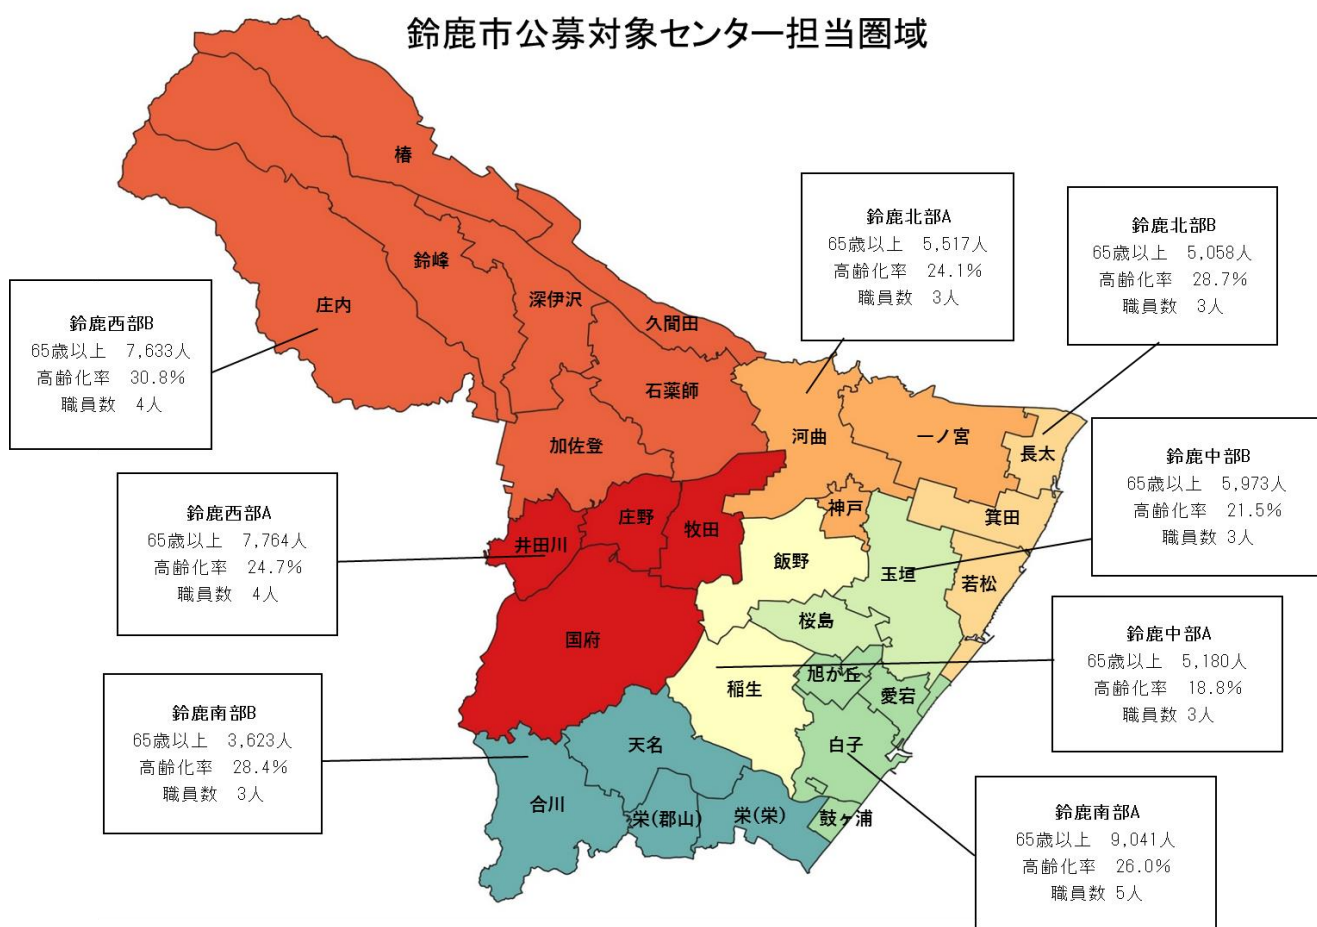 鈴鹿市公募対象センター担当圏域
鈴鹿北部A
65歳以上 5,517人
高齢化率 24.1%
職員数 3人
鈴鹿北部B
65歳以上 5,058人
高齢化率 28.7%
職員数 3人
鈴鹿西部B
65歳以上 7,633人
高齢化率 30.8%
職員数 4人
鈴鹿中部B
65歳以上 5,973人
高齢化率 21.5%
職員数 3人
鈴鹿西部A
65歳以上 7,764人
高齢化率 24.7%
職員数 4人
鈴鹿中部A
65歳以上 5,180人
高齢化率 18.8%
職員数 3人
鈴鹿南部B
65歳以上 3,623人
高齢化率 28.4%
職員数 3人
鈴鹿南部A
65歳以上 9,041人
高齢化率 26.0%
職員数 5人
椿
鈴峰
庄内
深伊沢
久間田
石薬師
加佐登
河曲
一ノ宮
長太
神戸
箕田
庄野
牧田
井田川
飯野
玉垣
若松
桜島
国府
旭が丘
稲生
愛宕
白子
天名
合川
栄(郡山)
栄(栄)
鼓ヶ浦